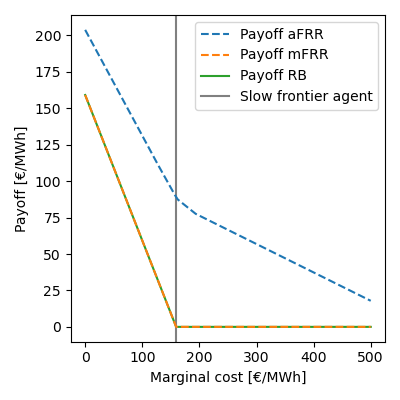 Payoff aFRR
Payoff mFRR
Payoff RB
Slow frontier agent
200
175
150
125
100
75
50
25
0
Payoff [€/MWh]
0 100 200 300 400 500
Marginal cost [€/MWh]